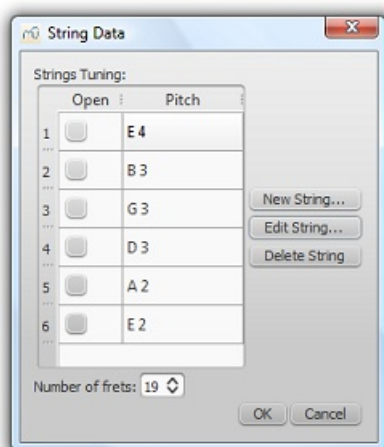 String Data
Strings Tuning:
Open Pitch
1 E 4
2 B 3
3 G 3
4 D 3
5 A 2
6 E 2
New String...
Edit String...
Delete String
Number of frets: 19
OK Cancel